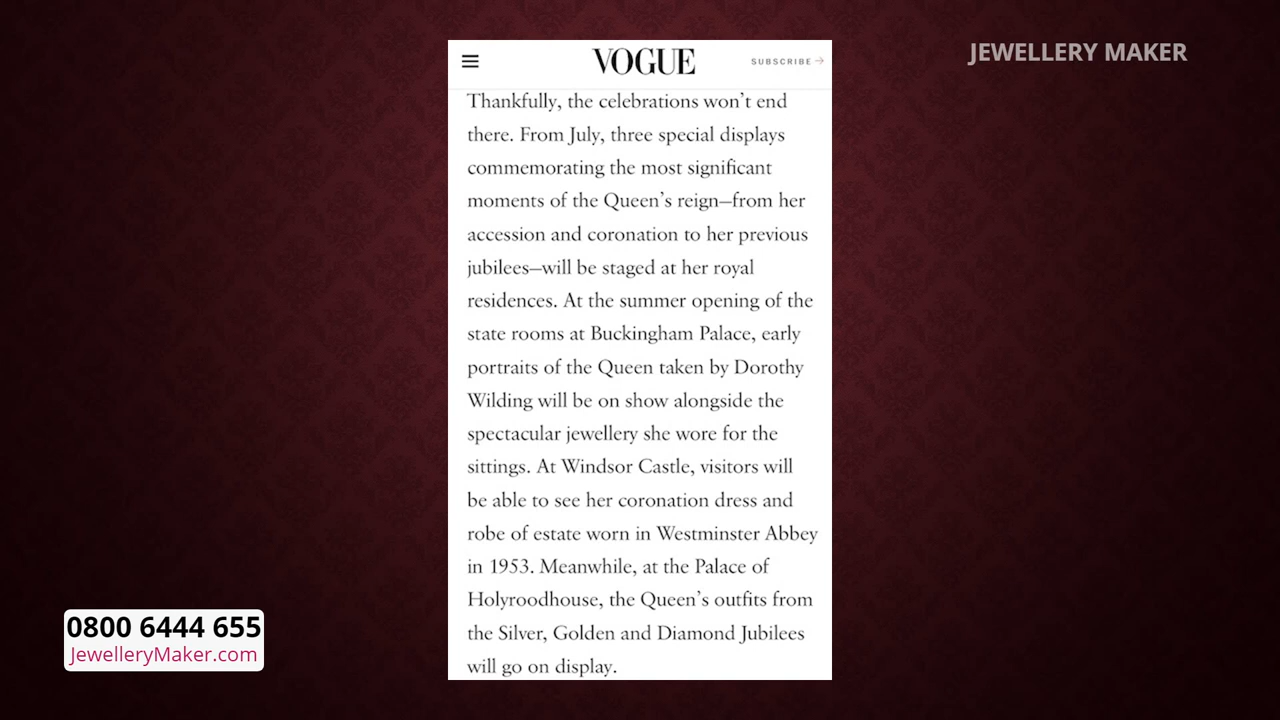 JEWELLERY MAKER
VOGUE
SUBSCRIBE
Thankfully, the celebrations won’t end
there. From July, three special displays
commemorating the most significant
moments of the Queen’s reign—from her
accession and coronation to her previous
jubilees—will be staged at her royal
residences. At the summer opening of the
state rooms at Buckingham Palace, early
portraits of the Queen taken by Dorothy
Wilding will be on show alongside the
spectacular jewellery she wore for the
sittings. At Windsor Castle, visitors will
be able to see her coronation dress and
robe of estate worn in Westminster Abbey
in 1953. Meanwhile, at the Palace of
Holyroodhouse, the Queen’s outfits from
the Silver, Golden and Diamond Jubilees
will go on display.
0800 6444 655
JewelleryMaker.com